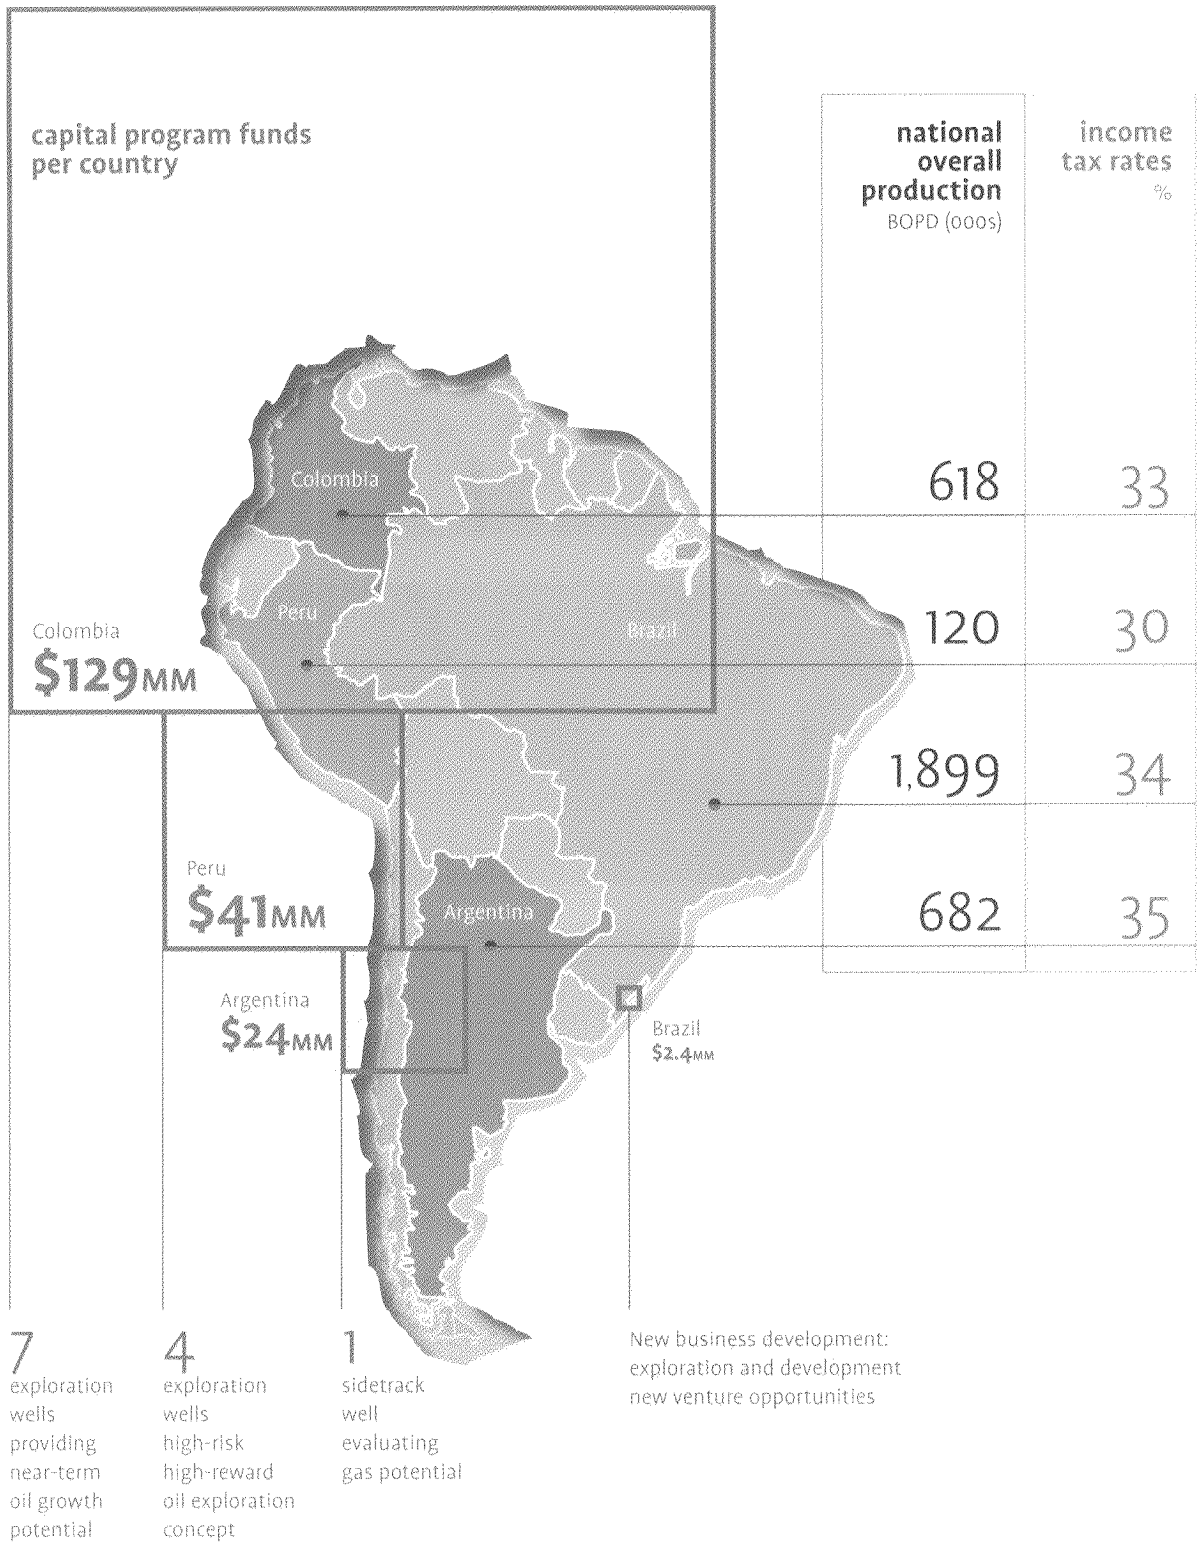 capital program funds
per country
national
overall
production
BOPD (000s)
income
tax rates
%
Colombia
618
33
Peru
Brazil
120
30
Colombia
$129MM
1,899
34
Peru
$41MM
Argentina
682
35
Argentina
$24MM
Brazil
$2.4MM
7
exploration
wells
providing
near-term
oil growth
potential
4
exploration
wells
high-risk
high-reward
oil exploration
concept
1
sidetrack
well
evaluating
gas potential
New business development:
exploration and development
new venture opportunities